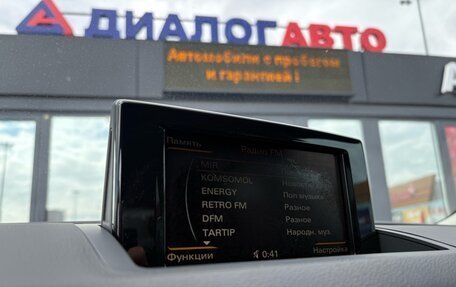 ДИАЛОГАВТО
Автомобили с пробегом
и гарантией!
Память
Радио FM
MIR
KOMSOMOL
Новости
ENERGY
Поп музыка
RETRO FM
Разное
DFM
Разное
TARTIP
Народн. муз.
Функции
0:41
Настройка